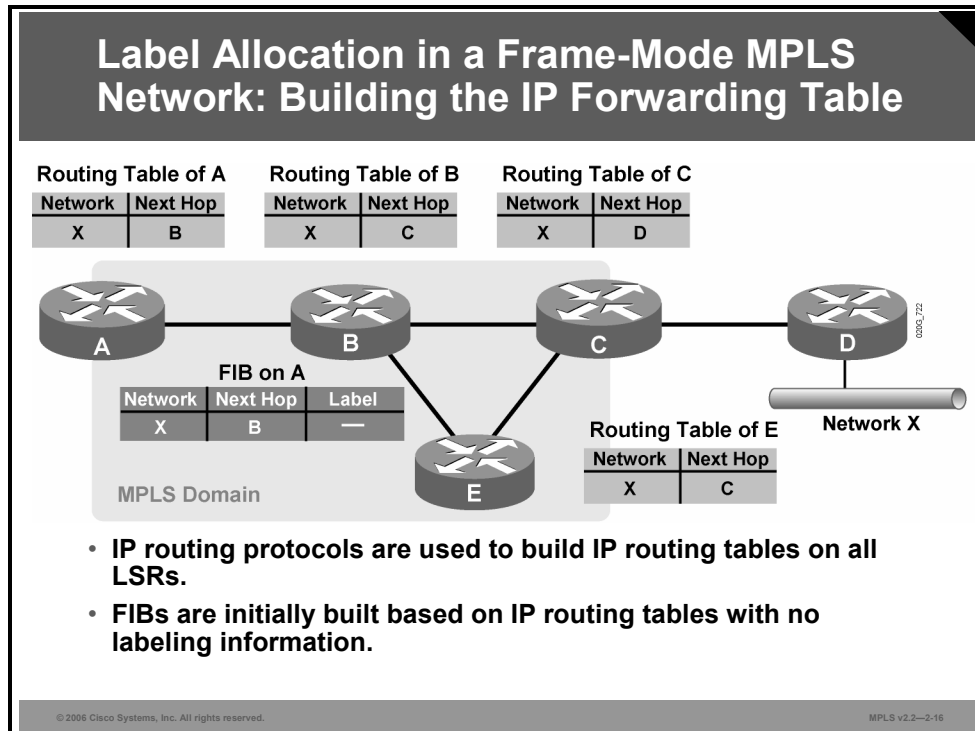 Label Allocation in a Frame-Mode MPLS
Network: Building the IP Forwarding Table
Routing Table of A
Network Next Hop
X B
Routing Table of B
Network Next Hop
X C
Routing Table of C
Network Next Hop
X D
A
B
C
D
020G_722
FIB on A
Network Next Hop Label
X B —
Network X
E
Routing Table of E
Network Next Hop
X C
MPLS Domain
• IP routing protocols are used to build IP routing tables on all
LSRs.
• FIBs are initially built based on IP routing tables with no
labeling information.
© 2006 Cisco Systems, Inc. All rights reserved.
MPLS v2.2—2-16